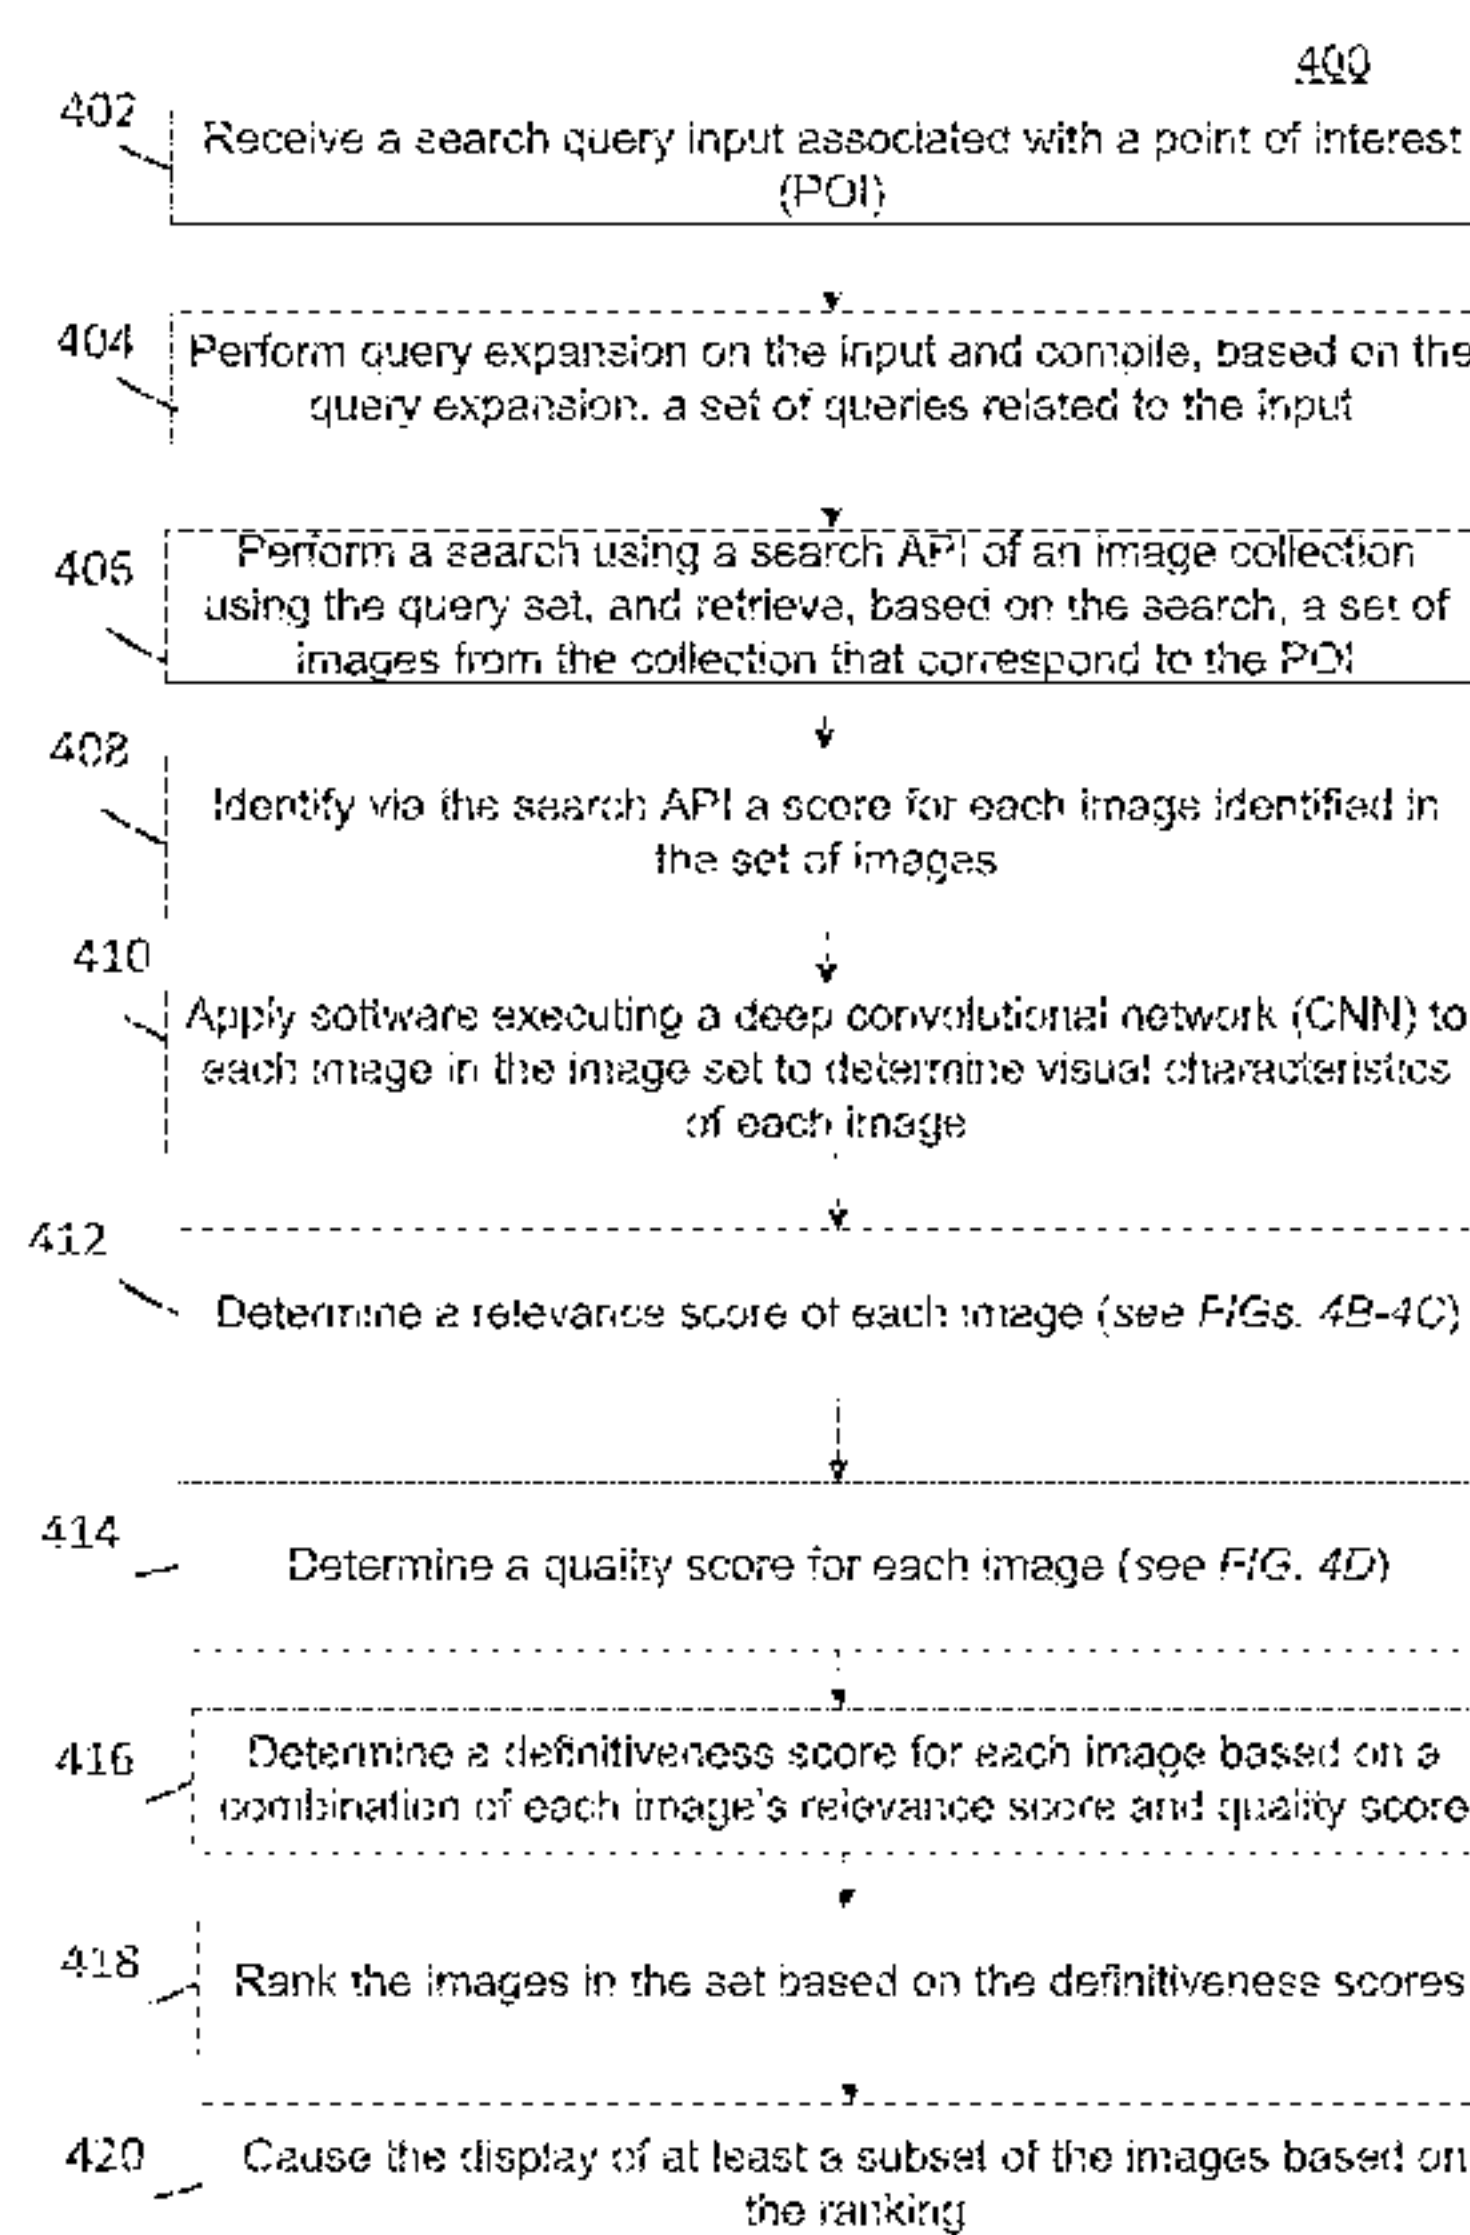 400
402
Receive a search query input associated with a point of interest
(POI)
404
Perform query expansion on the input and compile, based on the
query expansion, a set of queries related to the input
406
Perform a search using a search API of an image collection
using the query set, and retrieve, based on the search, a set of
images from the collection that correspond to the POI
408
Identify via the search API a score for each image identified in
the set of images
410
Apply software executing a deep convolutional network (CNN) to
each image in the image set to determine visual characteristics
of each image
412
Determine a relevance score of each image (see FIGs. 4B-4C)
414
Determine a quality score for each image (see FIG. 4D)
416
Determine a definitiveness score for each image based on a
combination of each image's relevance score and quality score
418
Rank the images in the set based on the definitiveness scores
420
Cause the display of at least a subset of the images based on
the ranking